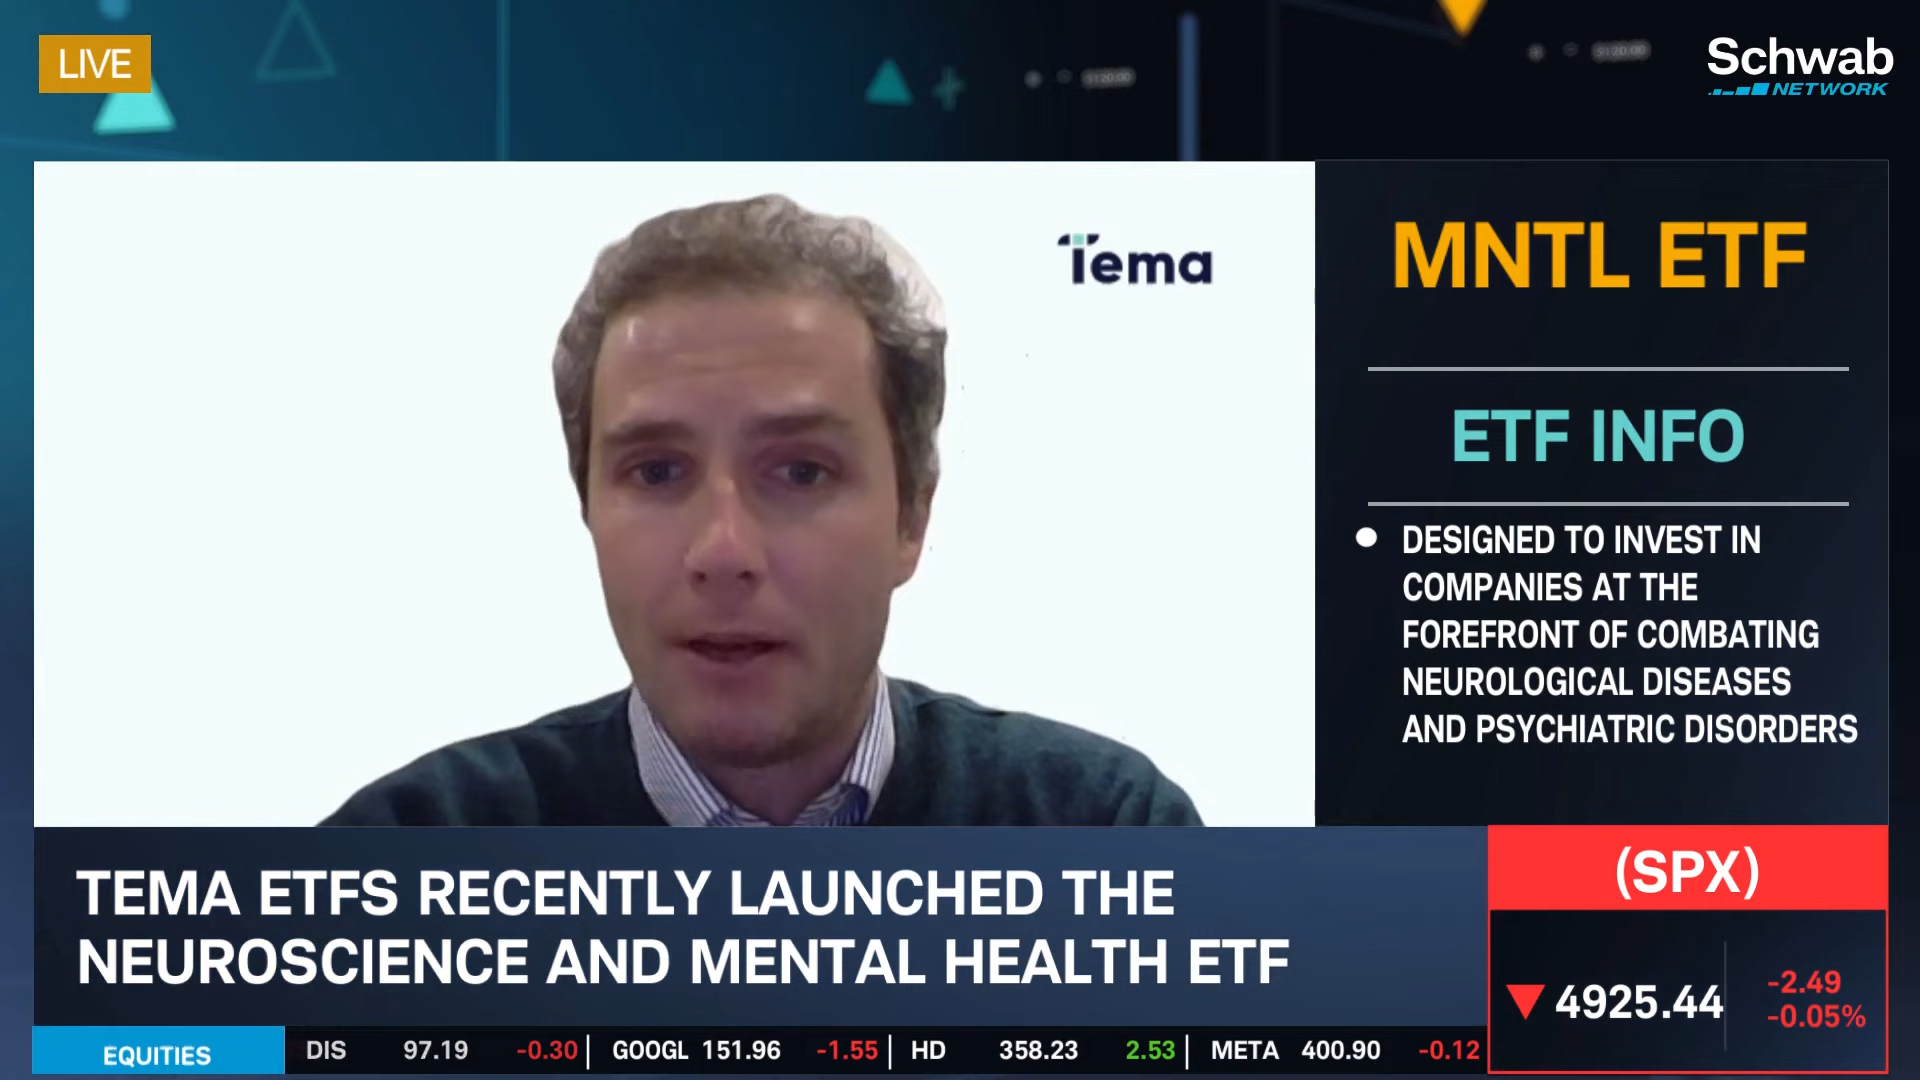 LIVE
Schwab
NETWORK
Tema
MNTL ETF
ETF INFO
DESIGNED TO INVEST IN
COMPANIES AT THE
FOREFRONT OF COMBATING
NEUROLOGICAL DISEASES
AND PSYCHIATRIC DISORDERS
TEMA ETFS RECENTLY LAUNCHED THE
NEUROSCIENCE AND MENTAL HEALTH ETF
(SPX)
4925.44
-2.49
-0.05%
EQUITIES
DIS 97.19 -0.30 GOOGL 151.96 -1.55 HD 358.23 2.53 META 400.90 -0.12